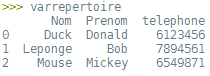 >>> varrepertoire
       Nom  Prenom  telephone
0     Duck  Donald    6123456
1  Leponge     Bob    7894561
2    Mouse  Mickey    6549871